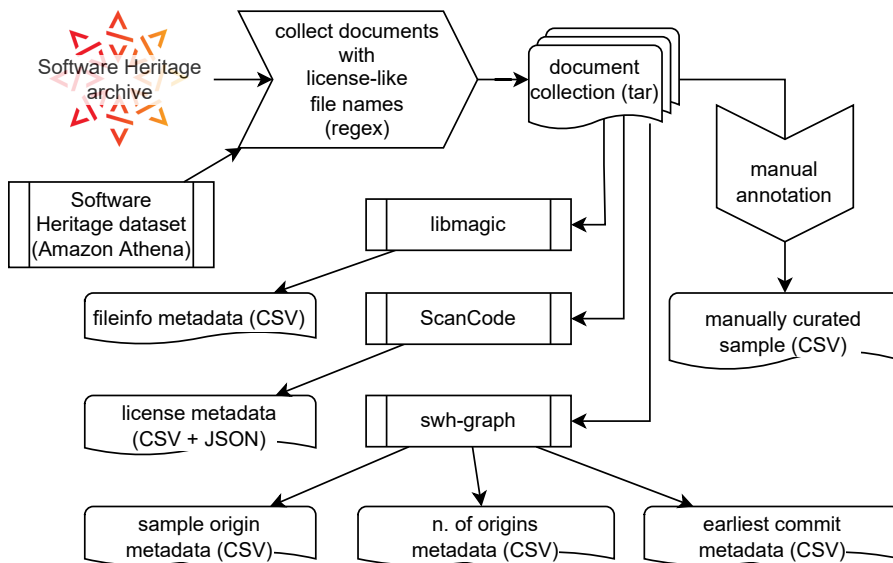 Software Heritage
archive
collect documents
with
license-like
file names
(regex)
document
collection (tar)
manual
annotation
Software
Heritage dataset
(Amazon Athena)
libmagic
fileinfo metadata (CSV)
ScanCode
manually curated
sample (CSV)
license metadata
(CSV + JSON)
swh-graph
sample origin
metadata (CSV)
n. of origins
metadata (CSV)
earliest commit
metadata (CSV)